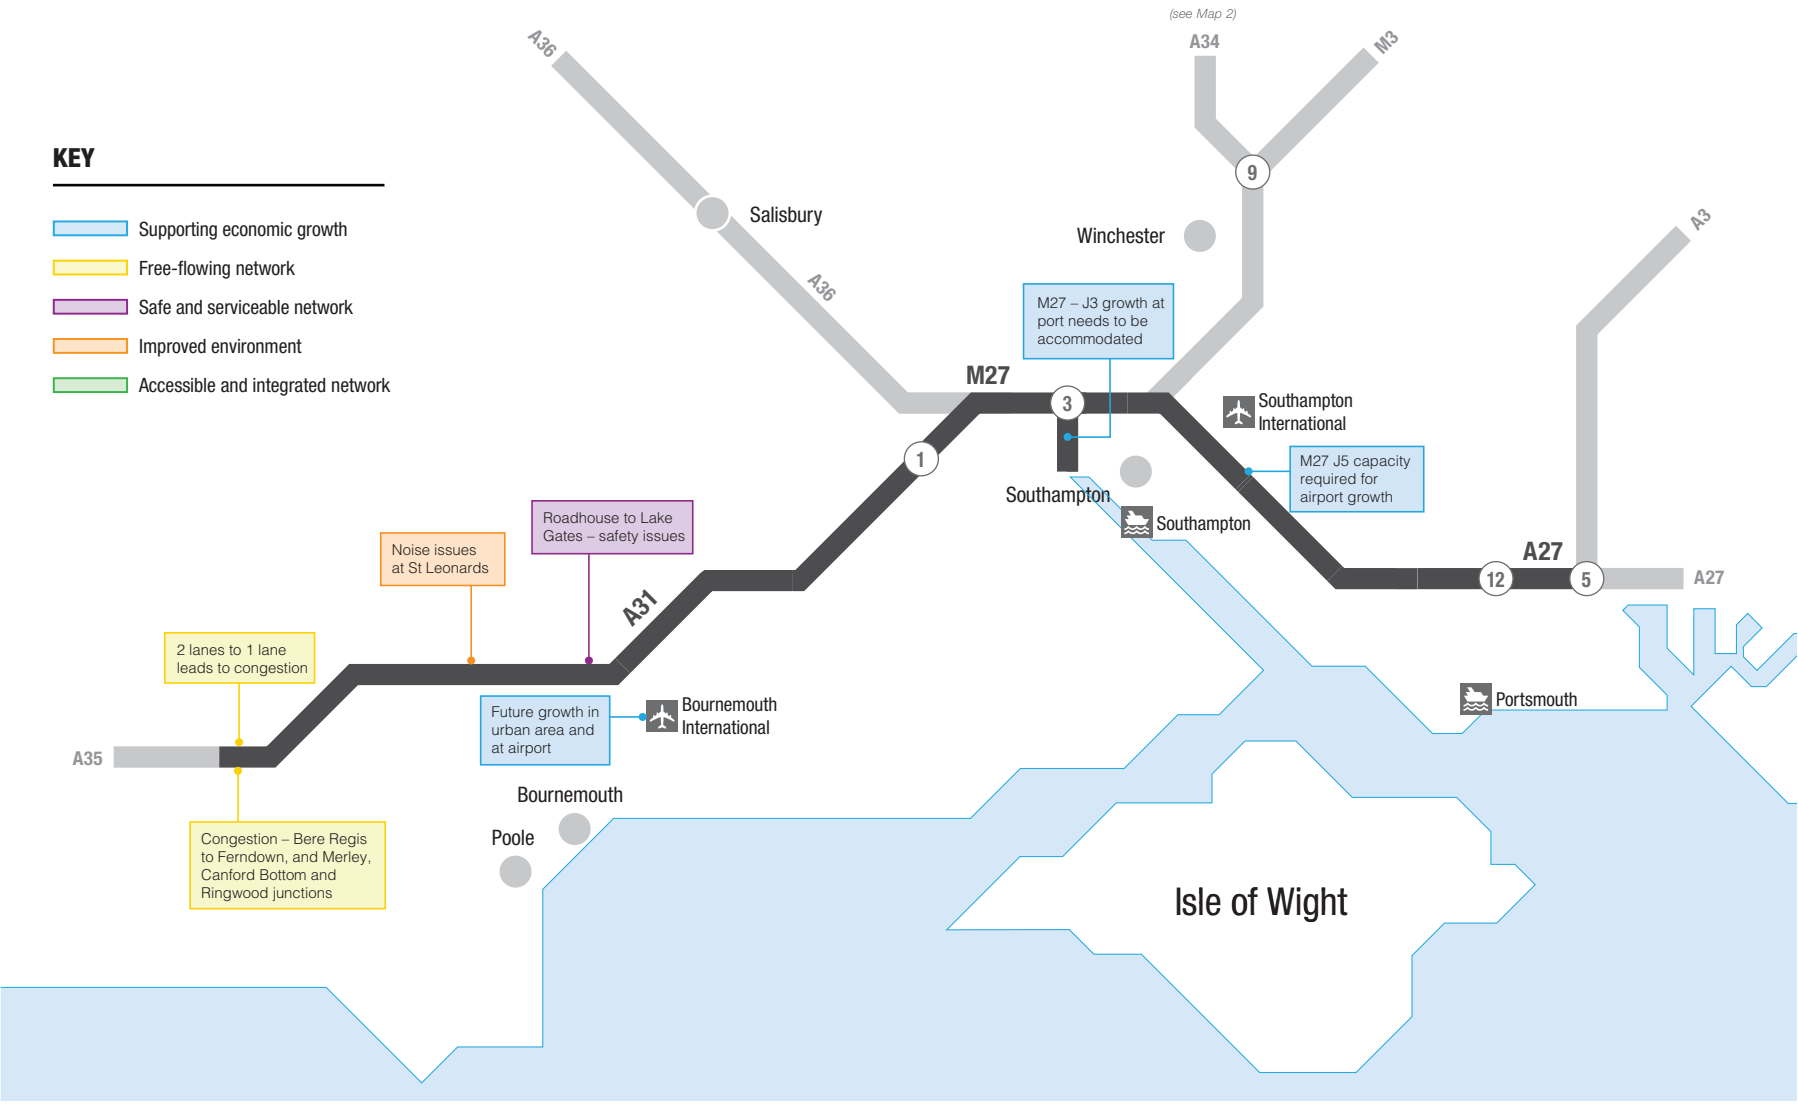 (see Map 2)
A36
A34
M3
KEY
Supporting economic growth
Free-flowing network
Safe and serviceable network
Improved environment
Accessible and integrated network
Salisbury
A36
9
Winchester
A3
M27 – J3 growth at
port needs to be
accommodated
M27
3
1
Southampton
International
M27 J5 capacity
required for
airport growth
Southampton
Southampton
A27
12
5
A27
Roadhouse to Lake
Gates – safety issues
Noise issues
at St Leonards
A31
2 lanes to 1 lane
leads to congestion
Future growth in
urban area and
at airport
Bournemouth
International
Portsmouth
A35
Bournemouth
Poole
Congestion – Bere Regis
to Ferndown, and Merley,
Canford Bottom and
Ringwood junctions
Isle of Wight